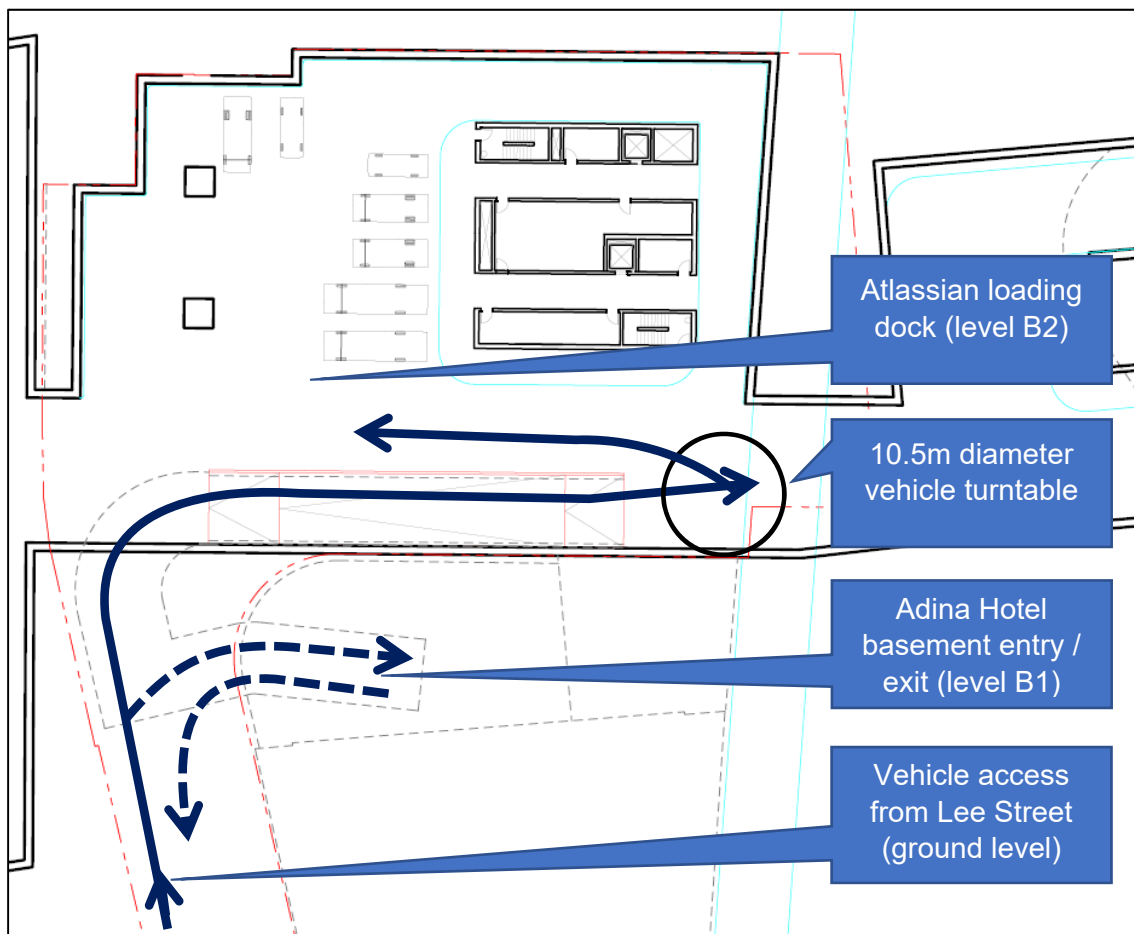 Atlassian loading
dock (level B2)
10.5m diameter
vehicle turntable
Adina Hotel
basement entry /
exit (level B1)
Vehicle access
from Lee Street
(ground level)